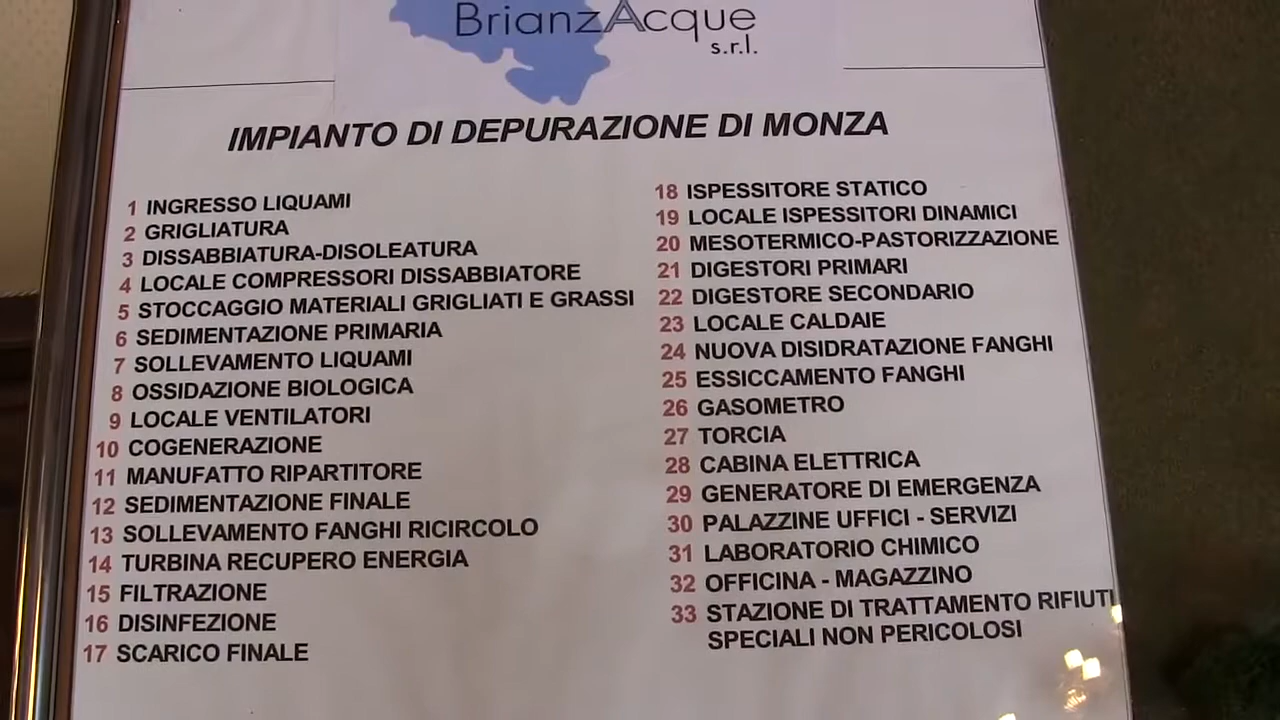 BrianzAcque
s.r.l.
IMPIANTO DI DEPURAZIONE DI MONZA
1 INGRESSO LIQUAMI
2 GRIGLIATURA
3 DISSABBIATURA-DISOLEATURA
4 LOCALE COMPRESSORI DISSABBIATORE
5 STOCCAGGIO MATERIALI GRIGLIATI E GRASSI
6 SEDIMENTAZIONE PRIMARIA
7 SOLLEVAMENTO LIQUAMI
8 OSSIDAZIONE BIOLOGICA
9 LOCALE VENTILATORI
10 COGENERAZIONE
11 MANUFATTO RIPARTITORE
12 SEDIMENTAZIONE FINALE
13 SOLLEVAMENTO FANGHI RICIRCOLO
14 TURBINA RECUPERO ENERGIA
15 FILTRAZIONE
16 DISINFEZIONE
17 SCARICO FINALE
18 ISPESSITORE STATICO
19 LOCALE ISPESSITORI DINAMICI
20 MESOTERMICO-PASTORIZZAZIONE
21 DIGESTORI PRIMARI
22 DIGESTORE SECONDARIO
23 LOCALE CALDAIE
24 NUOVA DISIDRATAZIONE FANGHI
25 ESSICCAMENTO FANGHI
26 GASOMETRO
27 TORCIA
28 CABINA ELETTRICA
29 GENERATORE DI EMERGENZA
30 PALAZZINE UFFICI - SERVIZI
31 LABORATORIO CHIMICO
32 OFFICINA - MAGAZZINO
33 STAZIONE DI TRATTAMENTO RIFIUTI
SPECIALI NON PERICOLOSI